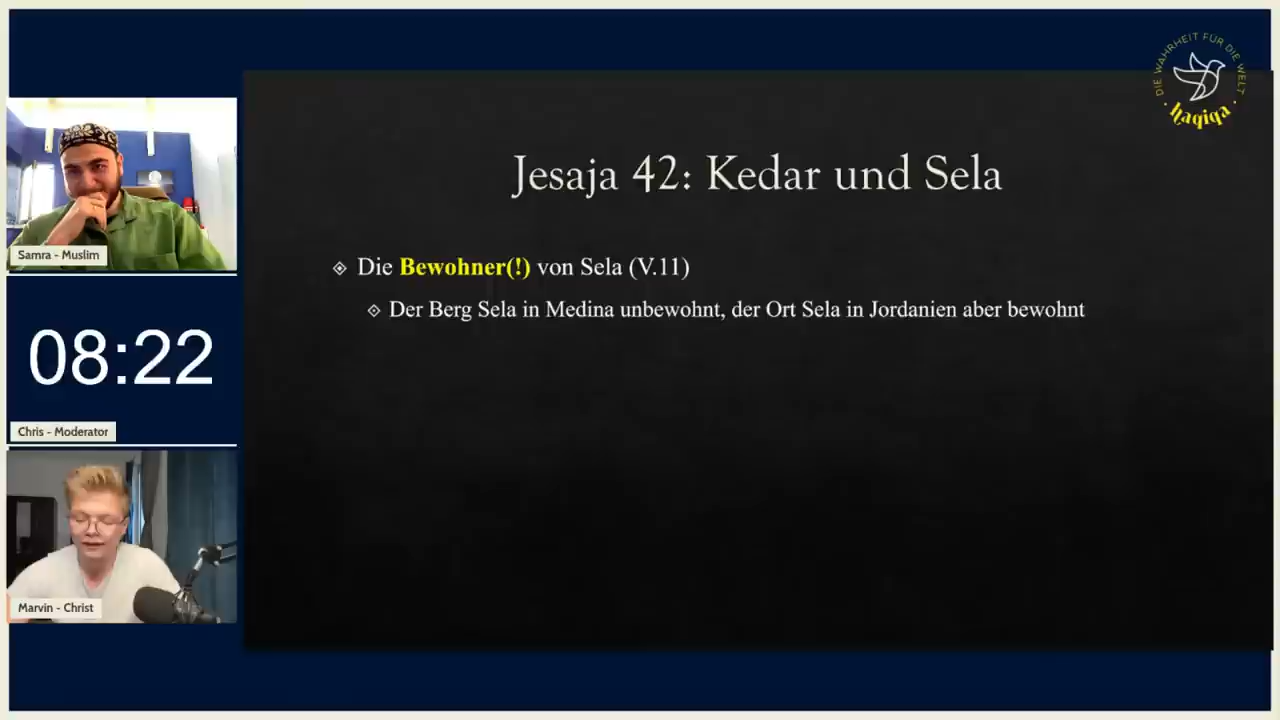 DIE WAHRHEIT FÜR DIE WELT
haqiqa
Jesaja 42: Kedar und Sela
Die Bewohner(!) von Sela (V.11)
Der Berg Sela in Medina unbewohnt, der Ort Sela in Jordanien aber bewohnt
Samra - Muslim
08:22
Chris - Moderator
Marvin - Christ